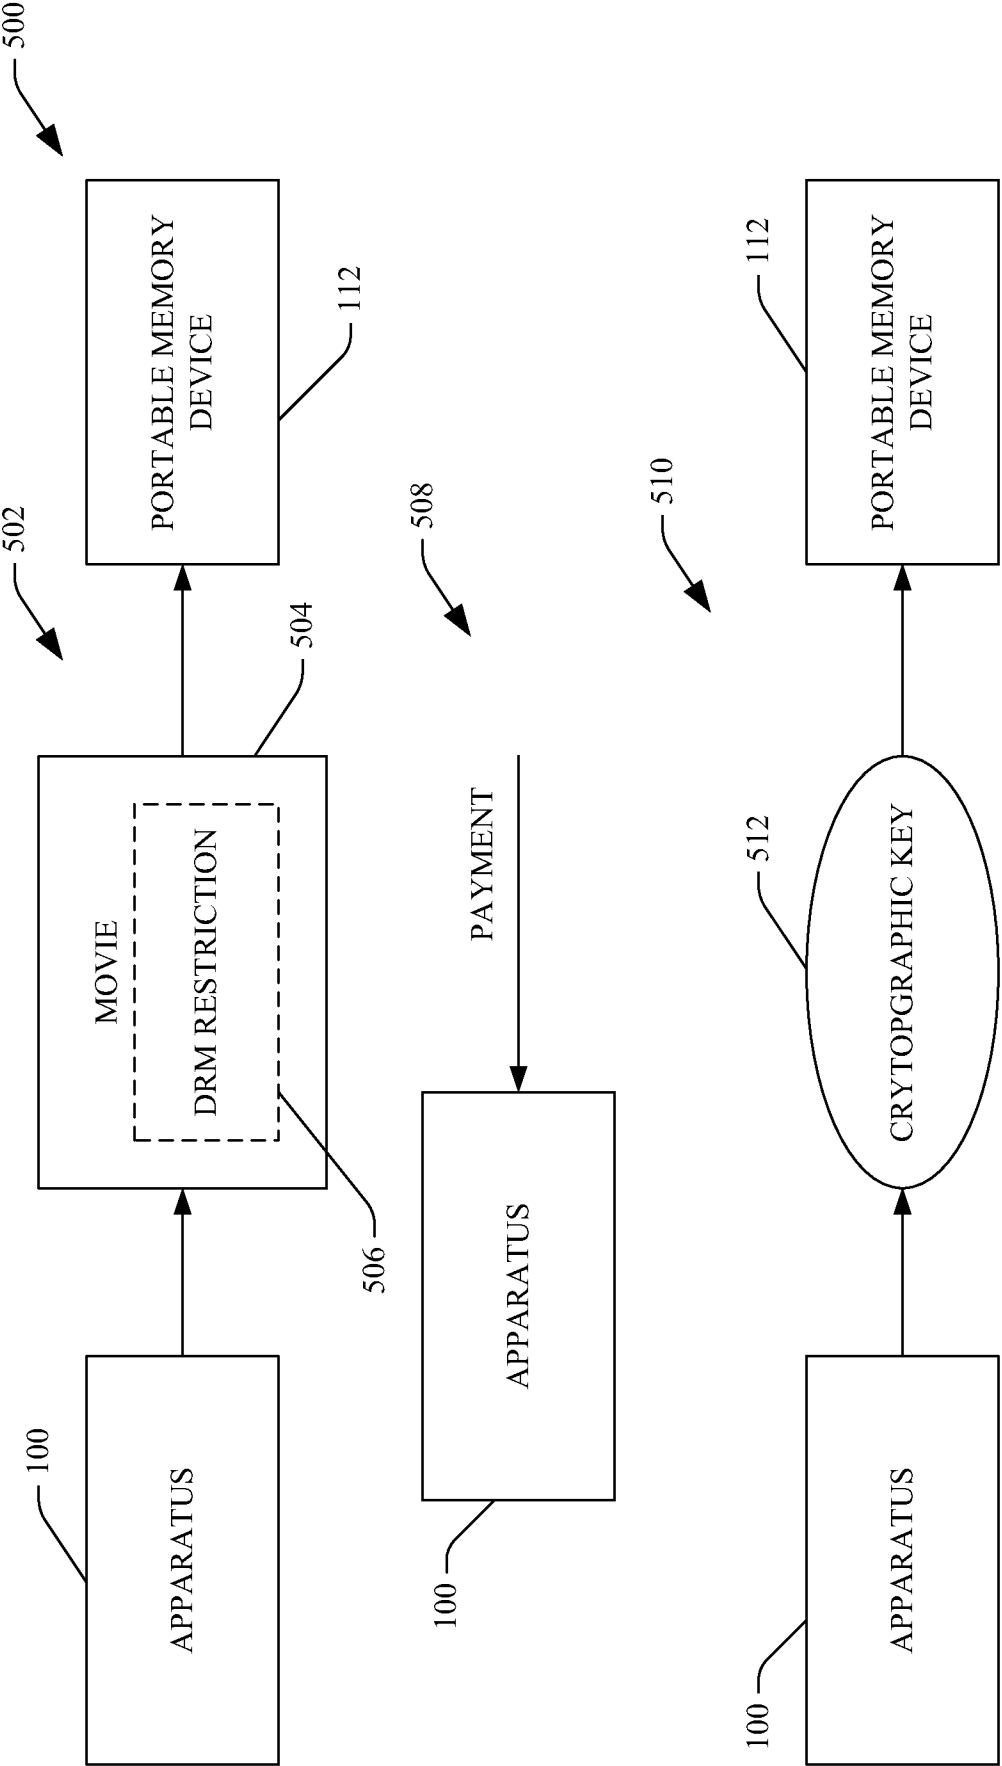 500
502
100
APPARATUS
MOVIE
DRM RESTRICTION
504
506
PORTABLE MEMORY
DEVICE
112
508
100
APPARATUS
PAYMENT
510
100
APPARATUS
512
CRYTOPGRAPHIC KEY
112
PORTABLE MEMORY
DEVICE